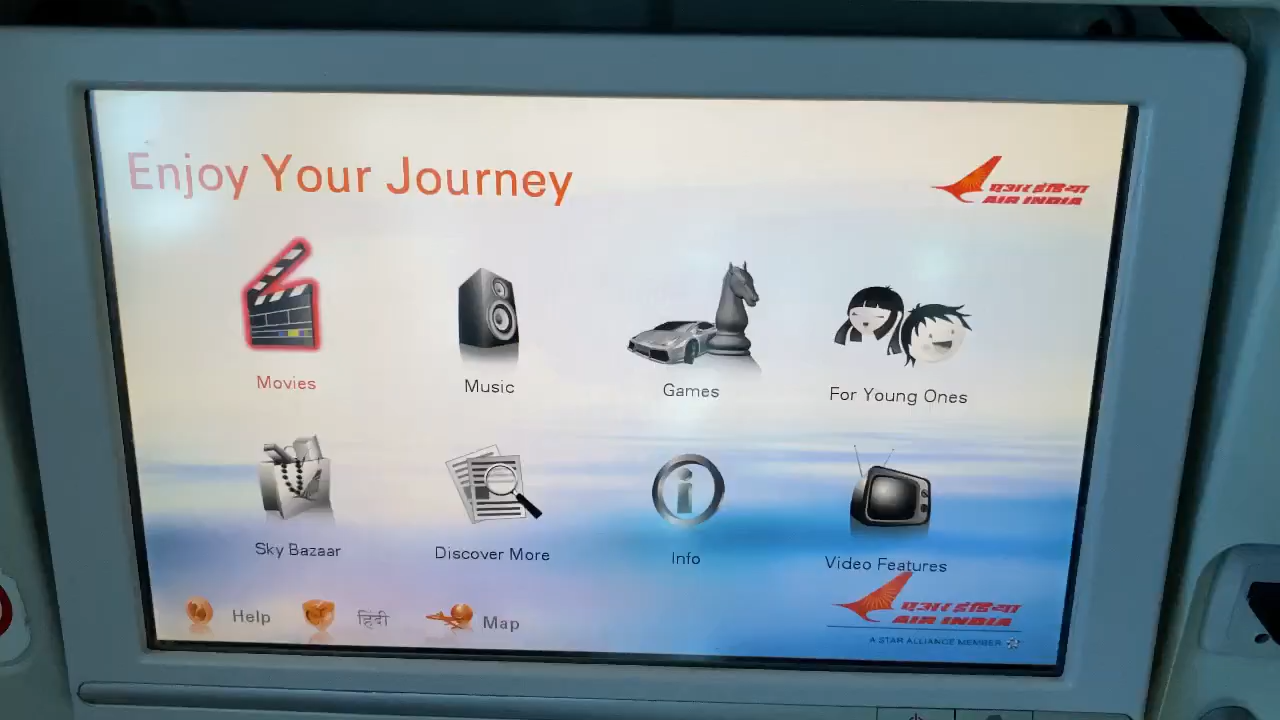 Enjoy Your Journey
एअर इंडिया
AIR INDIA
Movies
Music
Games
For Young Ones
Sky Bazaar
Discover More
Info
Video Features
Help
हिंदी
Map
एअर इंडिया
AIR INDIA
A STAR ALLIANCE MEMBER